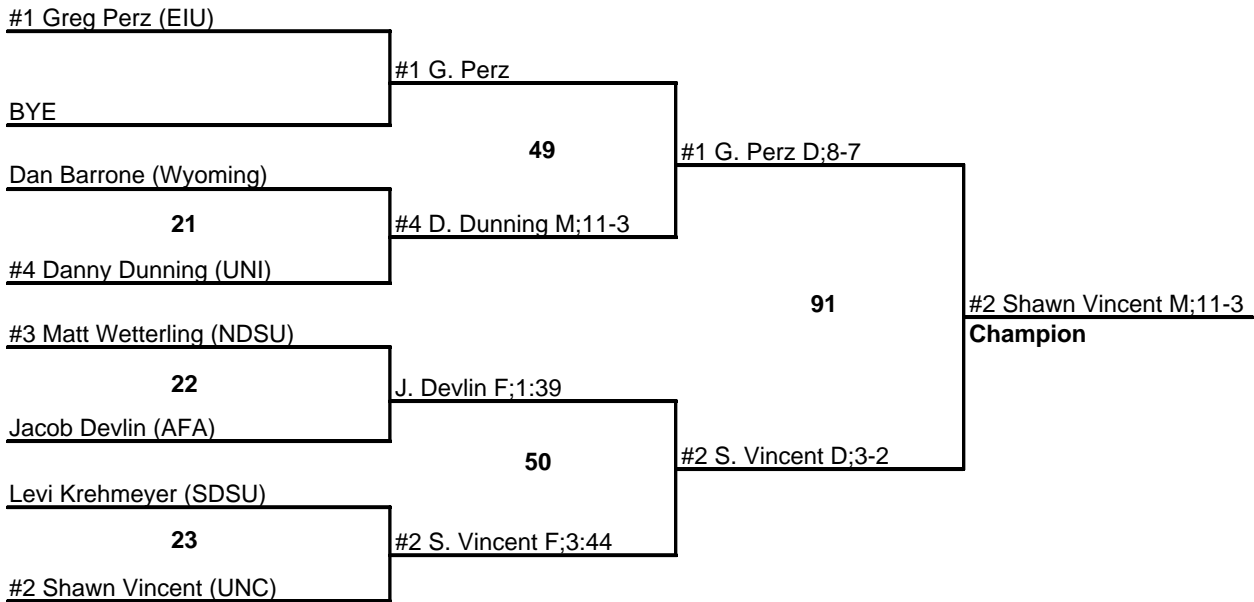 #1 Greg Perz (EIU)
#1 G. Perz
BYE
49
#1 G. Perz D;8-7
Dan Barrone (Wyoming)
21
#4 D. Dunning M;11-3
#4 Danny Dunning (UNI)
91
#2 Shawn Vincent M;11-3
Champion
#3 Matt Wetterling (NDSU)
22
J. Devlin F;1:39
Jacob Devlin (AFA)
50
#2 S. Vincent D;3-2
Levi Krehmeyer (SDSU)
23
#2 S. Vincent F;3:44
#2 Shawn Vincent (UNC)